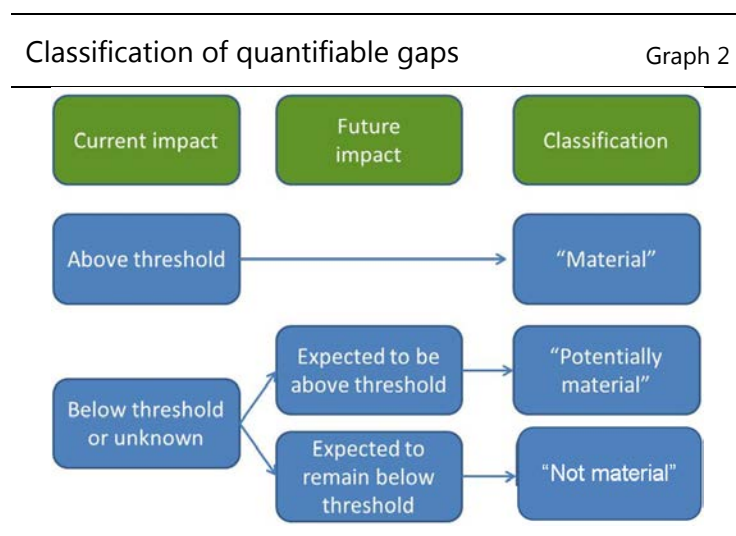 Classification of quantifiable gaps
Graph 2
Current impact
Future
impact
Classification
Above threshold
“Material”
Below threshold
or unknown
Expected to be
above threshold
“Potentially
material”
Expected to
remain below
threshold
“Not material”